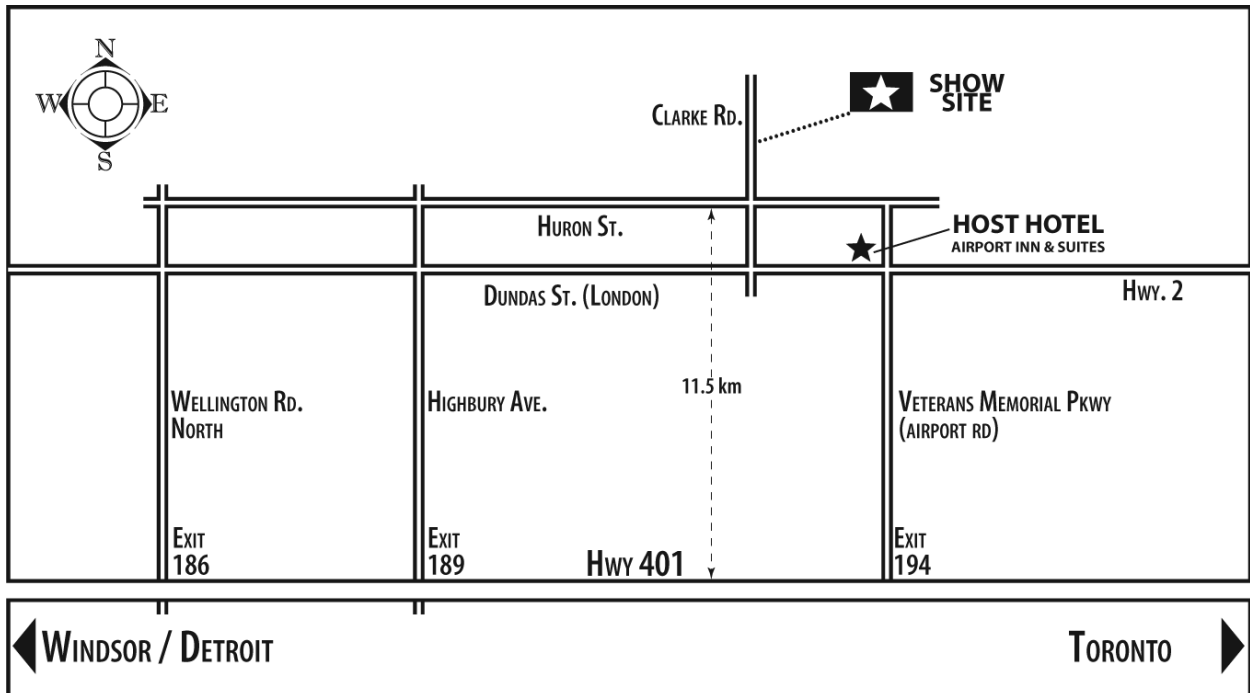 N
W E
S
CLARKE RD.
SHOW
SITE
HURON ST.
HOST HOTEL
AIRPORT INN & SUITES
DUNDAS ST. (LONDON)
HWY. 2
11.5 km
WELLINGTON RD.
NORTH
HIGHBURY AVE.
VETERANS MEMORIAL PKWY
(AIRPORT RD)
EXIT
186
EXIT
189
HWY 401
EXIT
194
WINDSOR / DETROIT
TORONTO